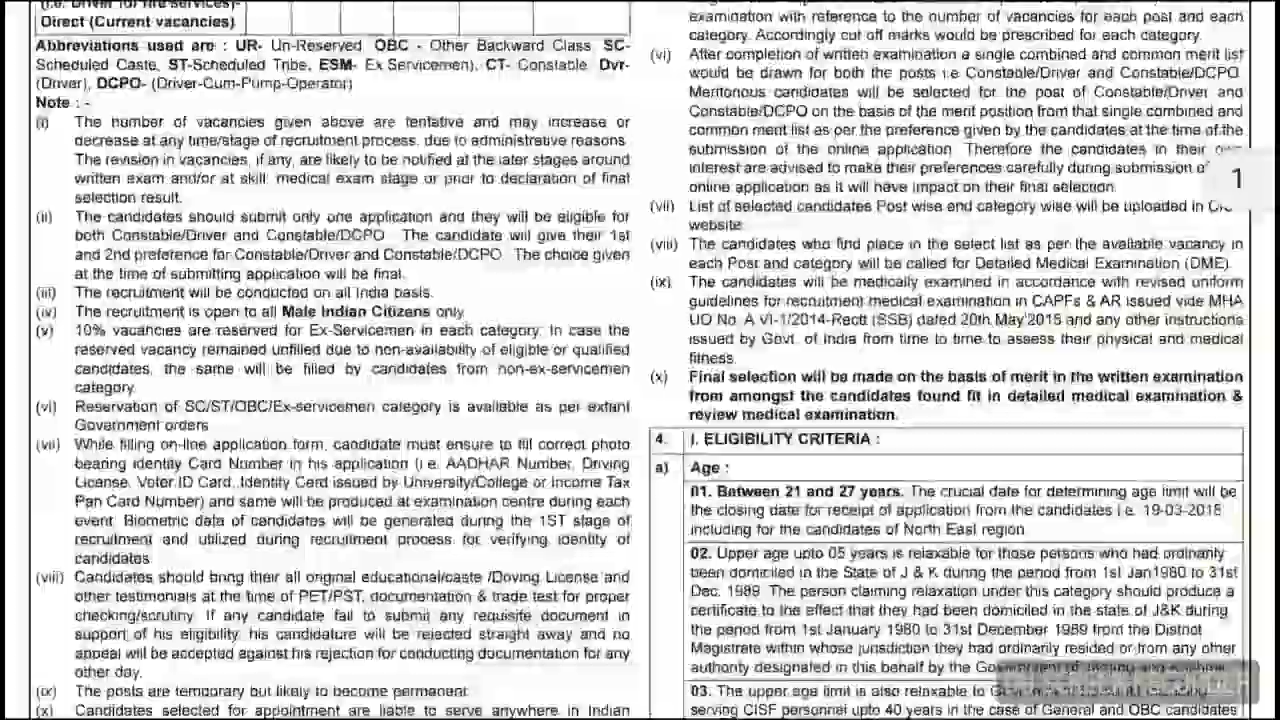 (i.e. Driver for fire services)-
Direct (Current vacancies)
Abbreviations used are : UR- Un-Reserved OBC - Other Backward Class SC-
Scheduled Caste, ST-Scheduled Tribe, ESM- Ex Servicemen), CT- Constable Dvr-
(Driver), DCPO- (Driver-Cum-Pump-Operator)
Note : -
(i) The number of vacancies given above are tentative and may increase or
decrease at any time/stage of recruitment process, due to administrative reasons.
The revision in vacancies, if any, are likely to be notified at the later stages around
written exam and/or at skill, medical exam stage or prior to declaration of final
selection result.
(ii) The candidates should submit only one application and they will be eligible for
both Constable/Driver and Constable/DCPO. The candidate will give their 1st
and 2nd preference for Constable/Driver and Constable/DCPO. The choice given
at the time of submitting application will be final.
(iii) The recruitment will be conducted on all India basis.
(iv) The recruitment is open to all Male Indian Citizens only
(v) 10% vacancies are reserved for Ex-Servicemen in each category. In case the
reserved vacancy remained unfilled due to non-availability of eligible or qualified
candidates, the same will be filled by candidates from non-ex-servicemen
category.
(vi) Reservation of SC/ST/OBC/Ex-servicemen category is available as per extant
Government orders
(vii) While filling on-line application form, candidate must ensure to fill correct photo
bearing identity Card Number in his application (i.e. AADHAR Number, Driving
License, Voter ID Card, Identity Card issued by University/College or Income Tax
Pan Card Number) and same will be produced at examination centre during each
event. Biometric data of candidates will be generated during the 1ST stage of
recruitment and utilized during recruitment process for verifying identity of
candidates
(viii) Candidates should bring their all original educational/caste /Doving License and
other testimonials at the time of PET/PST, documentation & trade test for proper
checking/scrutiny. If any candidate fail to submit any requisite document in
support of his eligibility, his candidature will be rejected straight away and no
appeal will be accepted against his rejection for conducting documentation for any
other day.
(ix) The posts are temporary but likely to become permanent
(x) Candidates selected for appointment are liable to serve anywhere in Indian
examination with reference to the number of vacancies for each post and each
category. Accordingly cut off marks would be prescribed for each category.
(vi) After completion of written examination a single combined and common merit list
would be drawn for both the posts i.e Constable/Driver and Constable/DCPO.
Meritorious candidates will be selected for the post of Constable/Driver and
Constable/DCPO on the basis of the merit position from that single combined and
common merit list as per the preference given by the candidates at the time of the
submission of the online application. Therefore the candidates in their own
interest are advised to make their preferences carefully during submission of
online application as it will have impact on their final selection.
1
(vii) List of selected candidates Post wise and category wise will be uploaded in
website
(viii) The candidates who find place in the select list as per the available vacancy in
each Post and category will be called for Detailed Medical Examination (DME).
(ix) The candidates will be medically examined in accordance with revised uniform
guidelines for recruitment medical examination in CAPFs & AR issued vide MHA
UO No. A VI-1/2014-Rectt (SSB) dated 20th May'2015 and any other instructions
issued by Govt. of India from time to time to assess their physical and medical
fitness.
(x) Final selection will be made on the basis of merit in the written examination
from amongst the candidates found fit in detailed medical examination &
review medical examination.
4. I. ELIGIBILITY CRITERIA :
a) Age :
01. Between 21 and 27 years. The crucial date for determining age limit will be
the closing date for receipt of application from the candidates i.e. 19-03-2018
including for the candidates of North East region
02. Upper age upto 05 years is relaxable for those persons who had ordinarily
been domiciled in the State of J & K during the period from 1st Jan1980 to 31st
Dec. 1989. The person claiming relaxation under this category should produce a
certificate to the effect that they had been domiciled in the state of J&K during
the period from 1st January 1980 to 31st December 1989 from the District
Magistrate within whose jurisdiction they had ordinarily resided or from any other
authority designated in this behalf by the Government of
03. The upper age limit is also relaxable to
serving CISF personnel upto 40 years in the case of General and OBC candidates